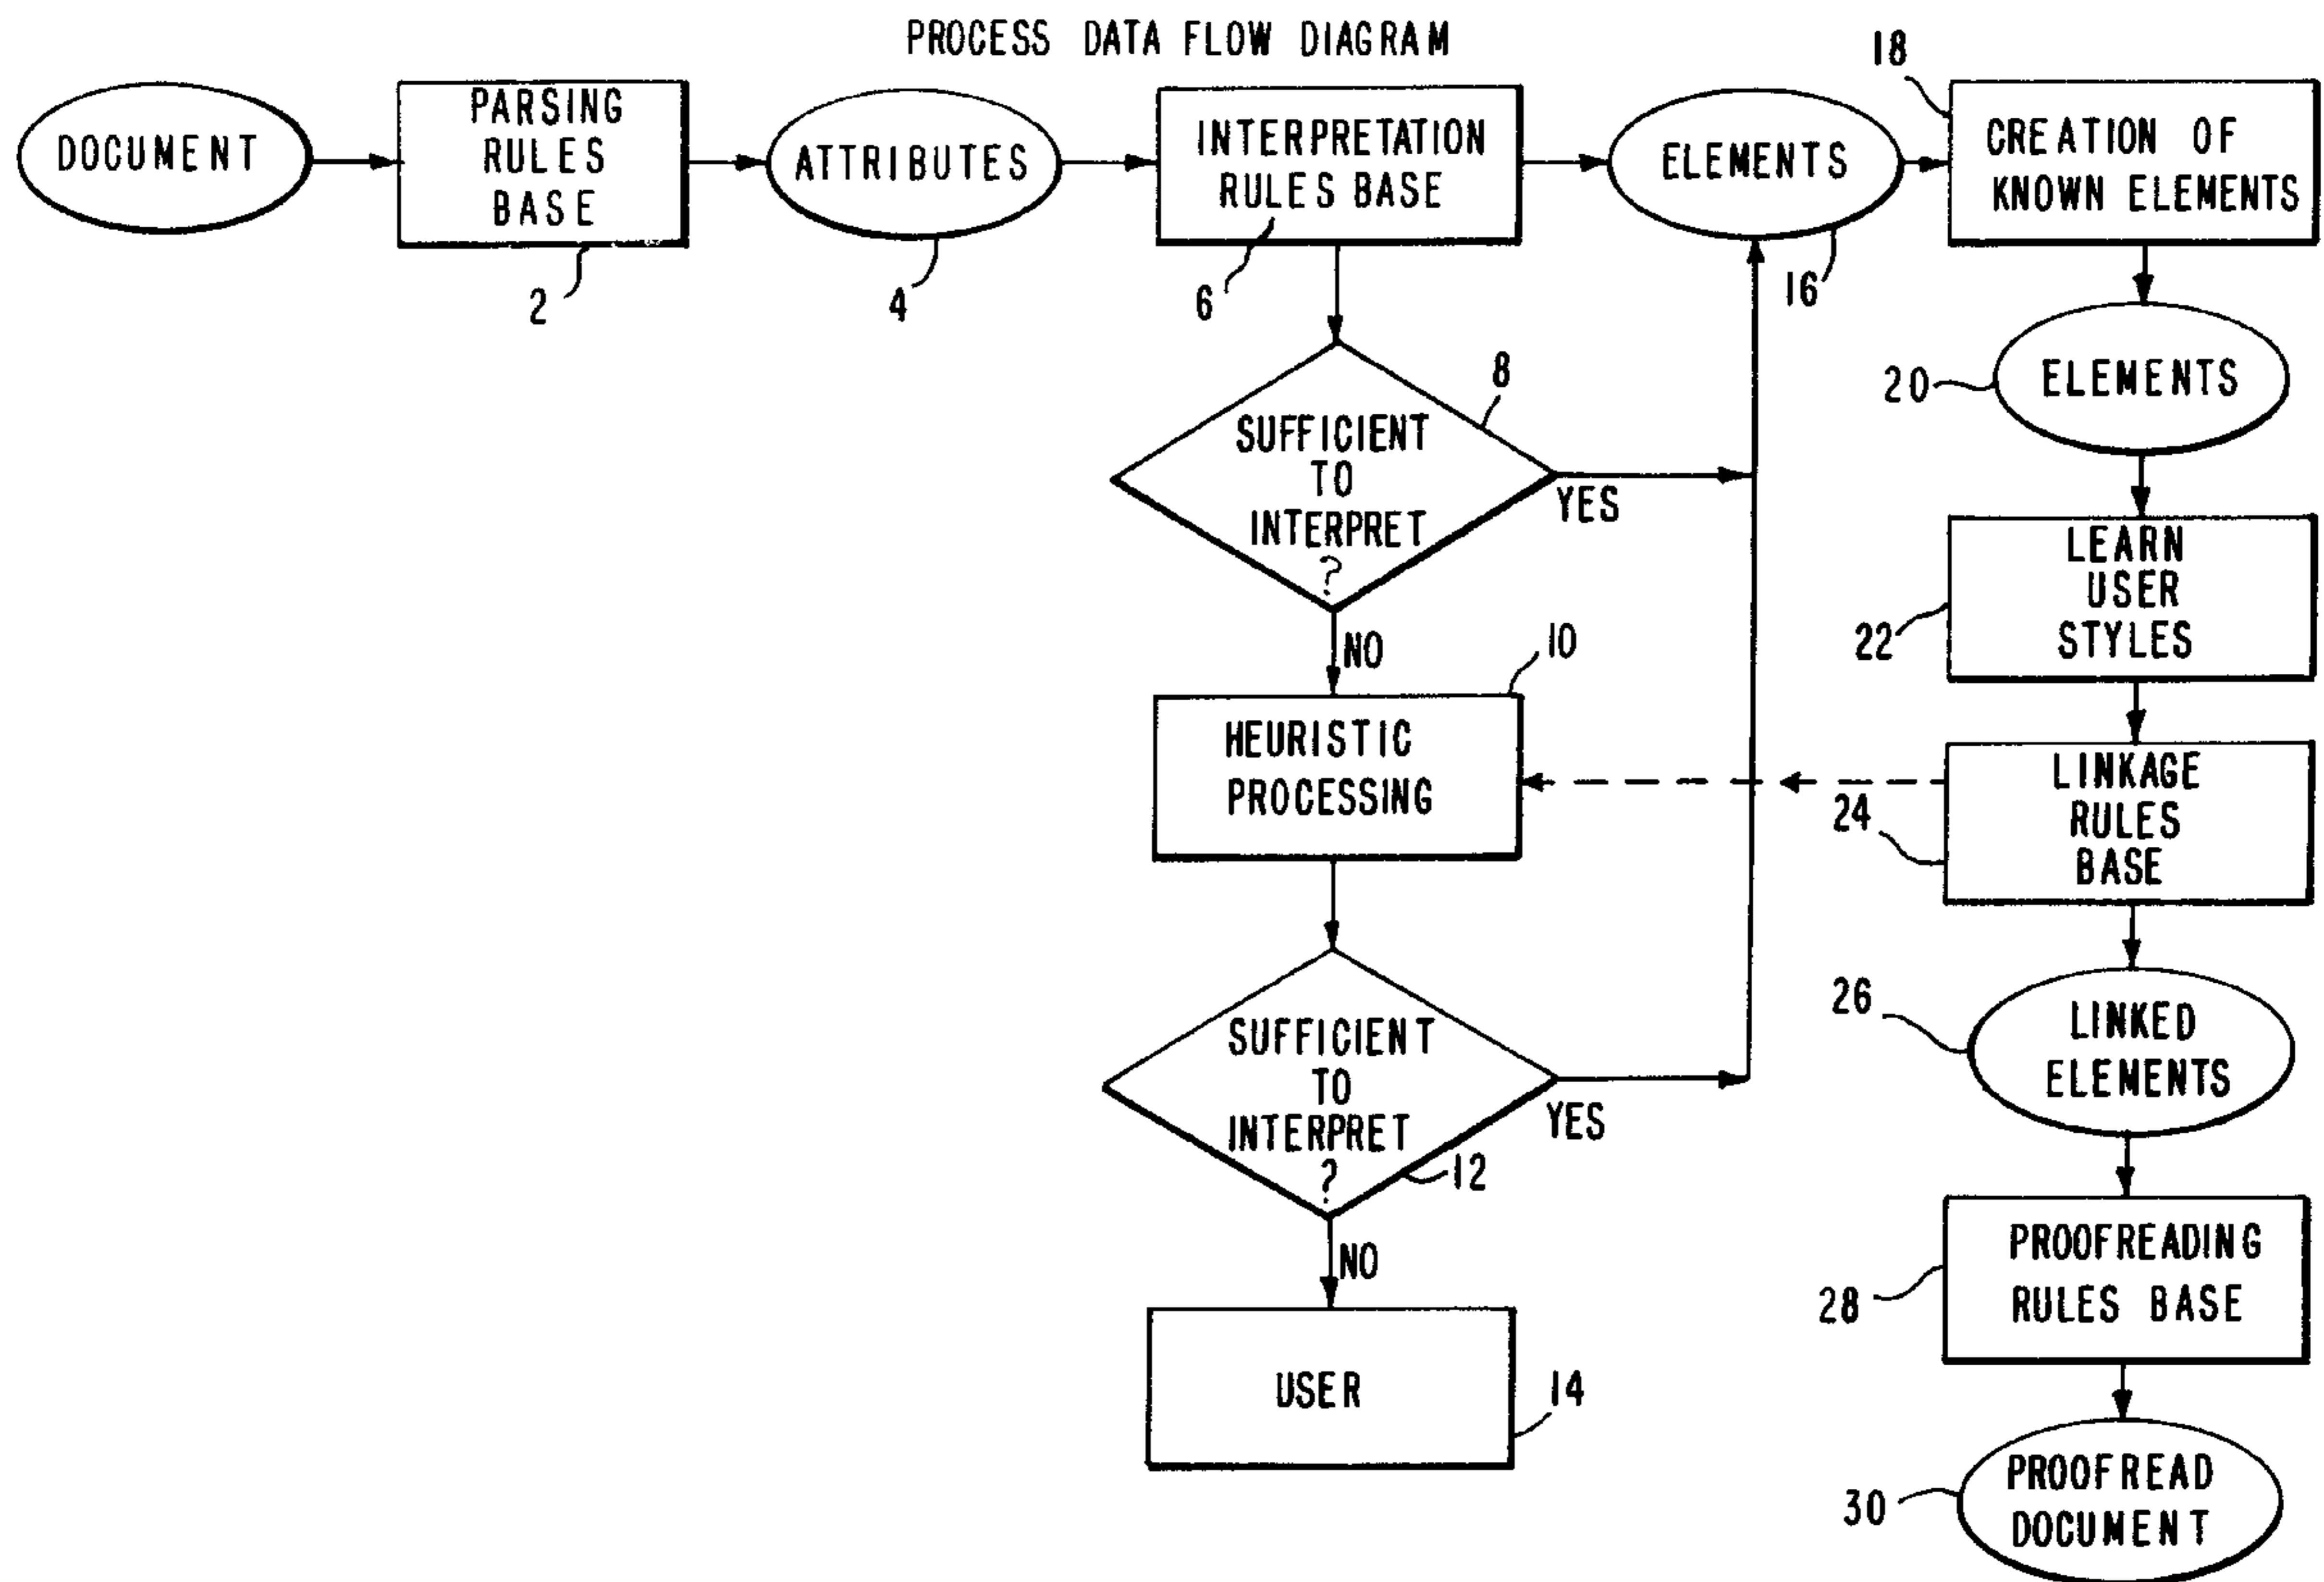 PROCESS DATA FLOW DIAGRAM
DOCUMENT
PARSING
RULES
BASE
2
ATTRIBUTES
4
INTERPRETATION
RULES BASE
6
ELEMENTS
16
18
CREATION OF
KNOWN ELEMENTS
8
SUFFICIENT
TO
INTERPRET
?
YES
NO
10
HEURISTIC
PROCESSING
SUFFICIENT
TO
INTERPRET
?
12
YES
NO
USER
14
20
ELEMENTS
LEARN
USER
STYLES
22
LINKAGE
RULES
BASE
24
26
LINKED
ELEMENTS
PROOFREADING
RULES BASE
28
PROOFREAD
DOCUMENT
30